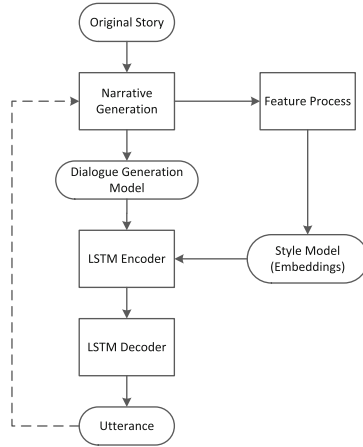 Original Story
Narrative
Generation
Feature Process
Dialogue Generation
Model
LSTM Encoder
Style Model
(Embeddings)
LSTM Decoder
Utterance